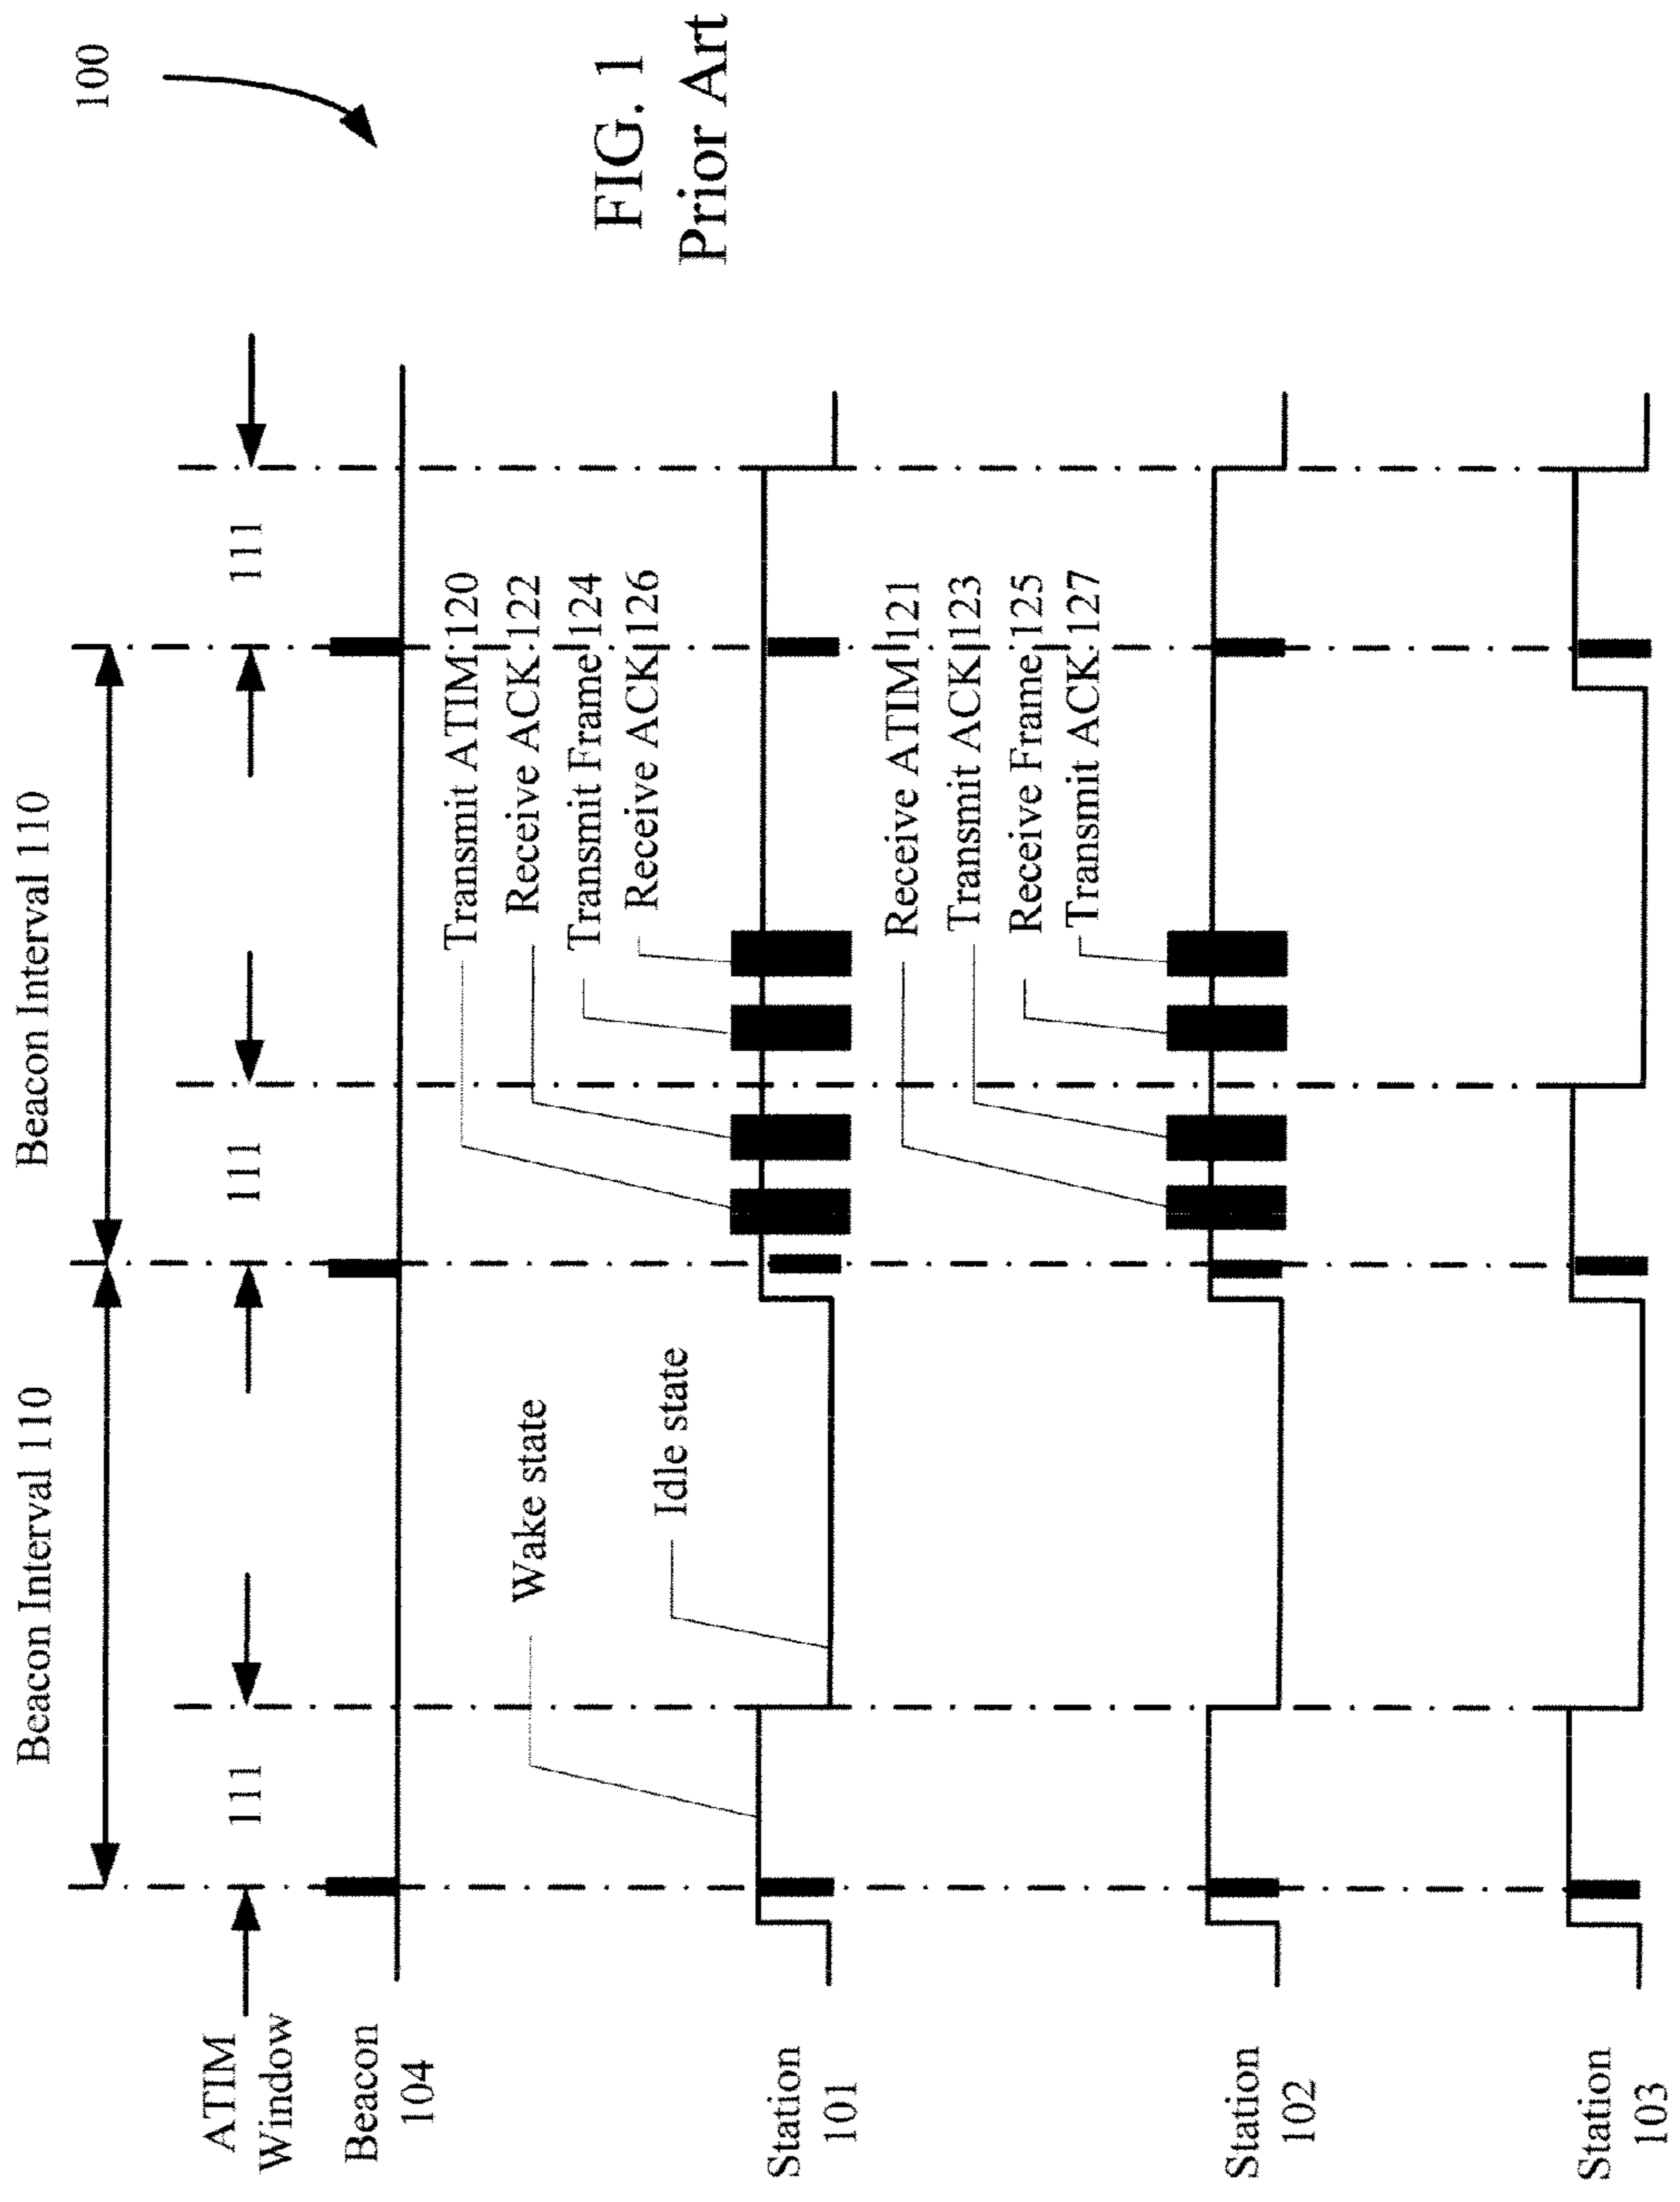 100
Beacon Interval 110
Beacon Interval 110
ATIM
Window
111
111
111
Beacon
104
Transmit ATIM 120
Receive ACK 122
Transmit Frame 124
Receive ACK 126
Wake state
Idle state
Station
101
Receive ATIM 121
Transmit ACK 123
Receive Frame 125
Transmit ACK 127
Station
102
Station
103
FIG. 1
Prior Art